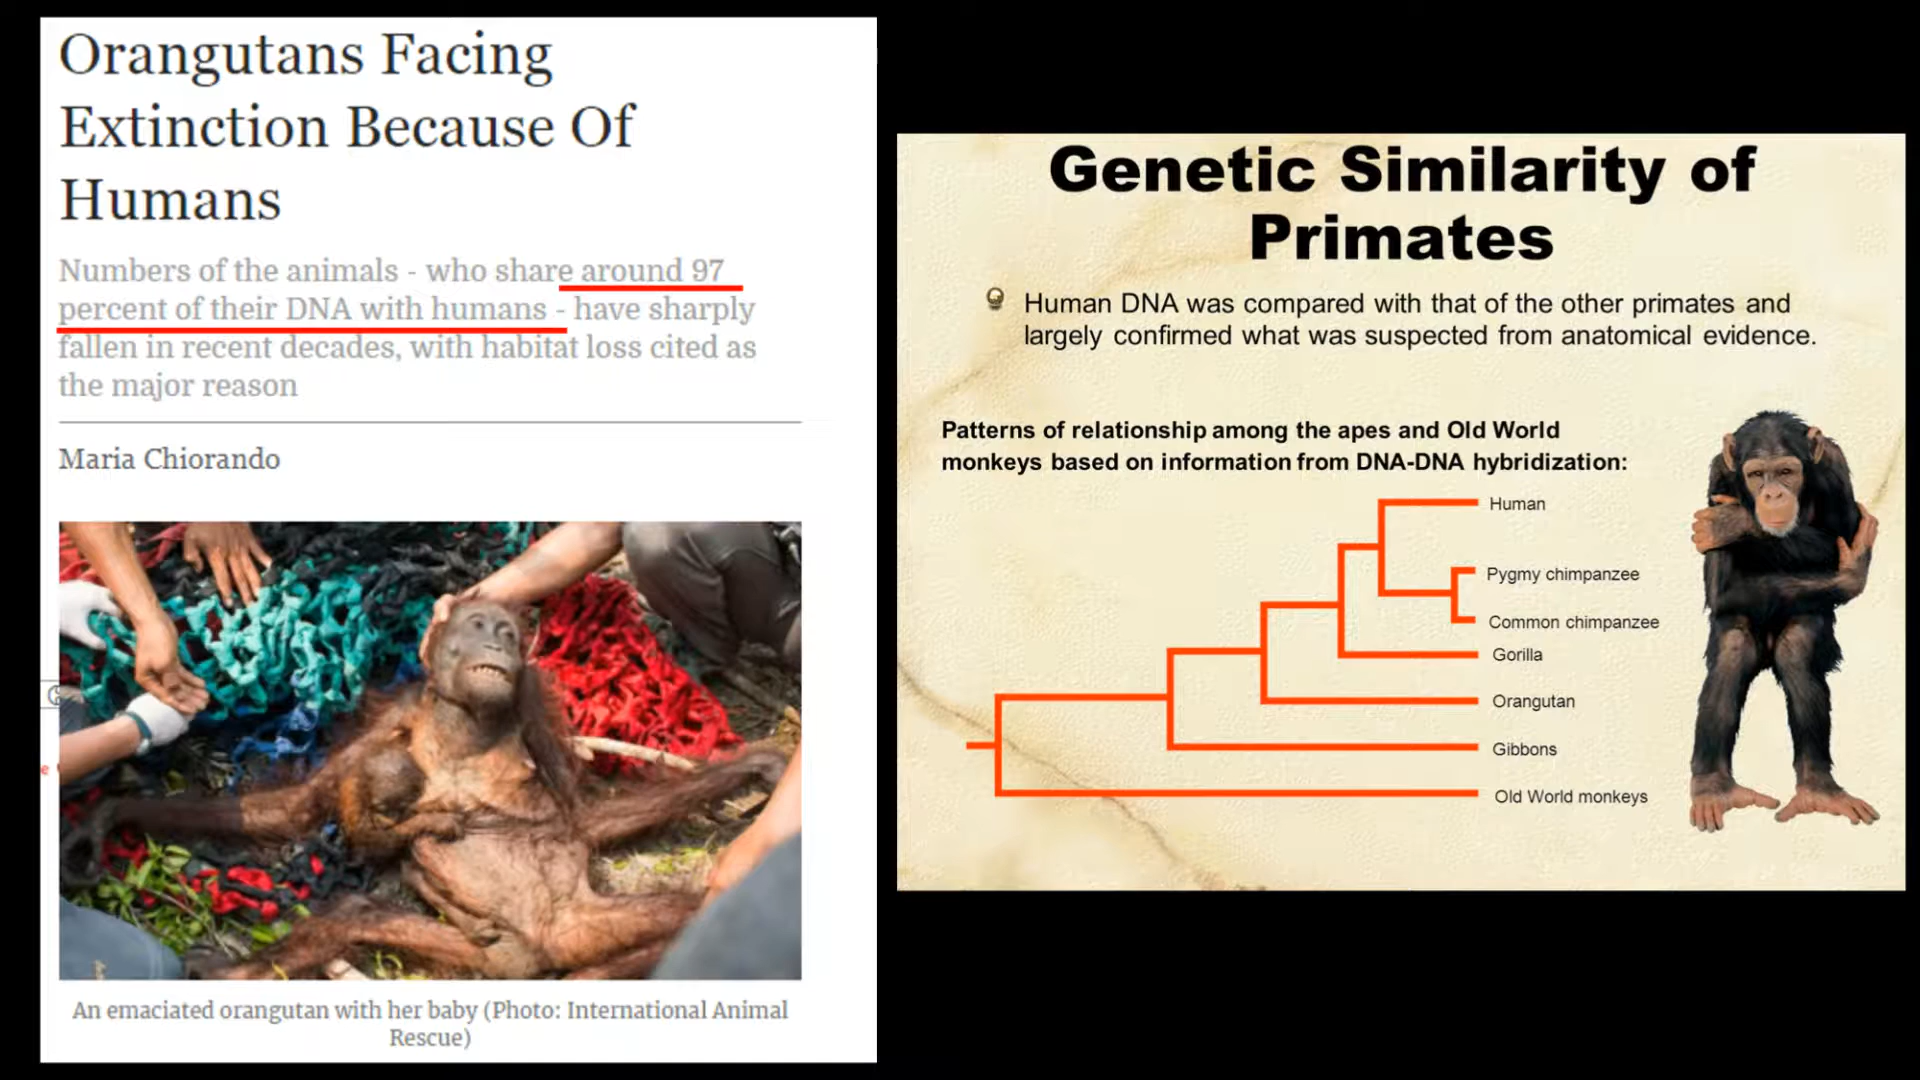 Orangutans Facing
Extinction Because Of
Humans
Numbers of the animals - who share around 97
percent of their DNA with humans - have sharply
fallen in recent decades, with habitat loss cited as
the major reason
Maria Chiorando
An emaciated orangutan with her baby (Photo: International Animal
Rescue)
Genetic Similarity of
Primates
Human DNA was compared with that of the other primates and
largely confirmed what was suspected from anatomical evidence.
Patterns of relationship among the apes and Old World
monkeys based on information from DNA-DNA hybridization:
Human
Pygmy chimpanzee
Common chimpanzee
Gorilla
Orangutan
Gibbons
Old World monkeys